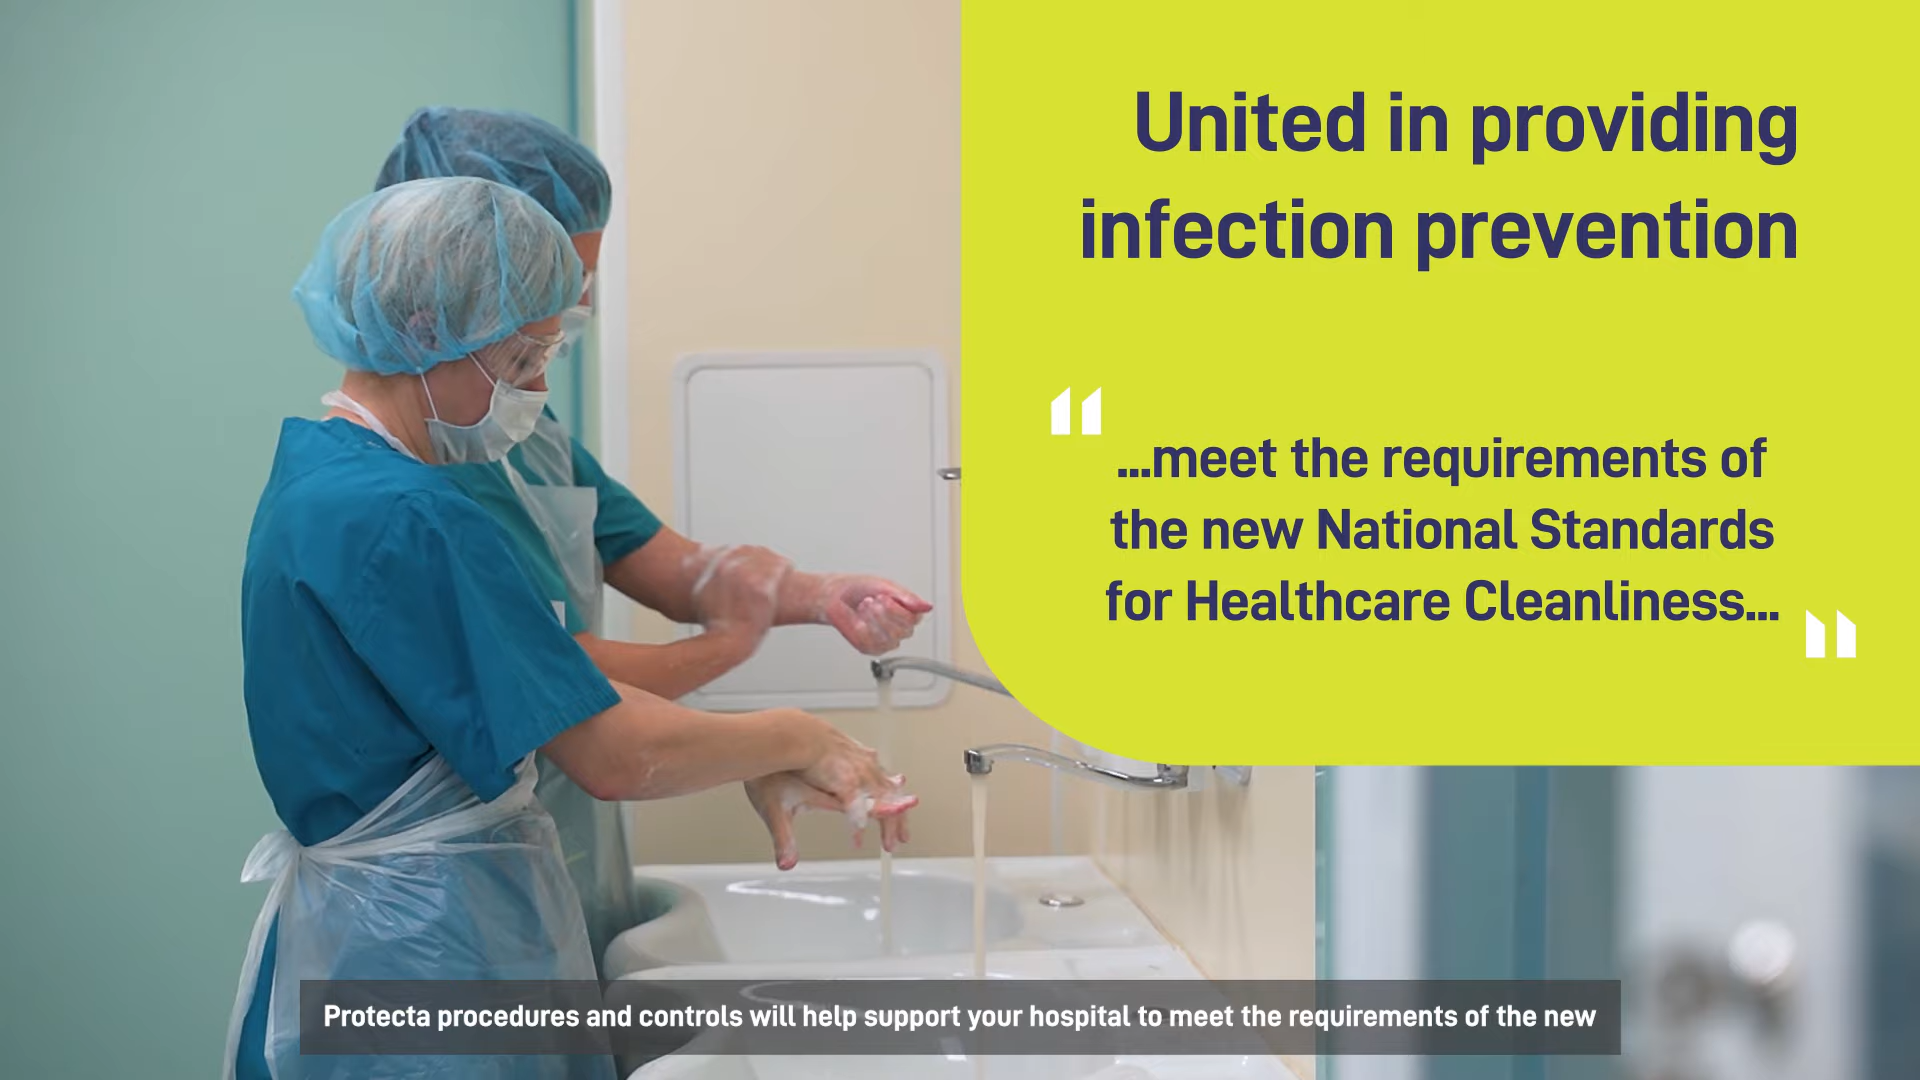 United in providing
infection prevention
“
...meet the requirements of
the new National Standards
for Healthcare Cleanliness...
”
Protecta procedures and controls will help support your hospital to meet the requirements of the new